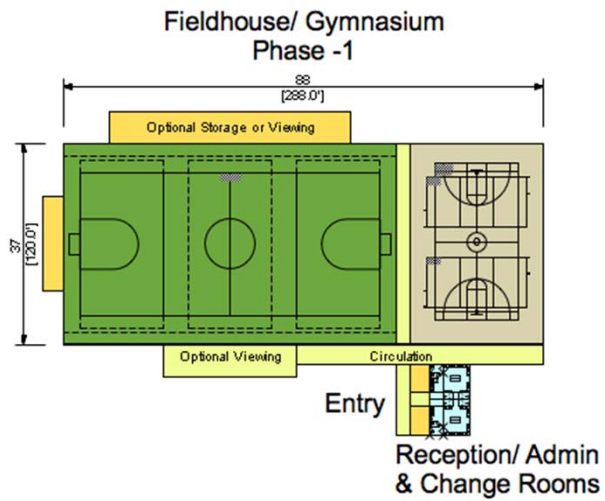 Fieldhouse/ Gymnasium
Phase -1
88
[288.0']
Optional Storage or Viewing
37
[120.0']
Optional Viewing
Circulation
Entry
Reception/ Admin
& Change Rooms